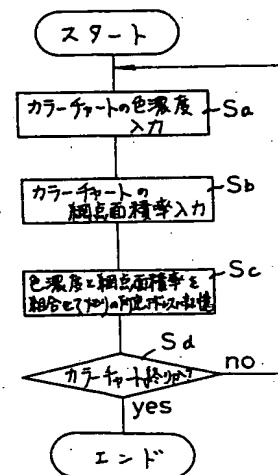 スタート
カラーチャートの色濃度
入力
Sa
カラーチャートの
網点面積率入力
Sb
色濃度と網点面積率を
組合せて
Sc
Sd
カラーチャート終りか?
no
yes
エンド